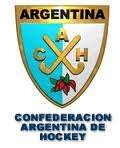 ARGENTINA
C A H
CONFEDERACION
ARGENTINA DE
HOCKEY